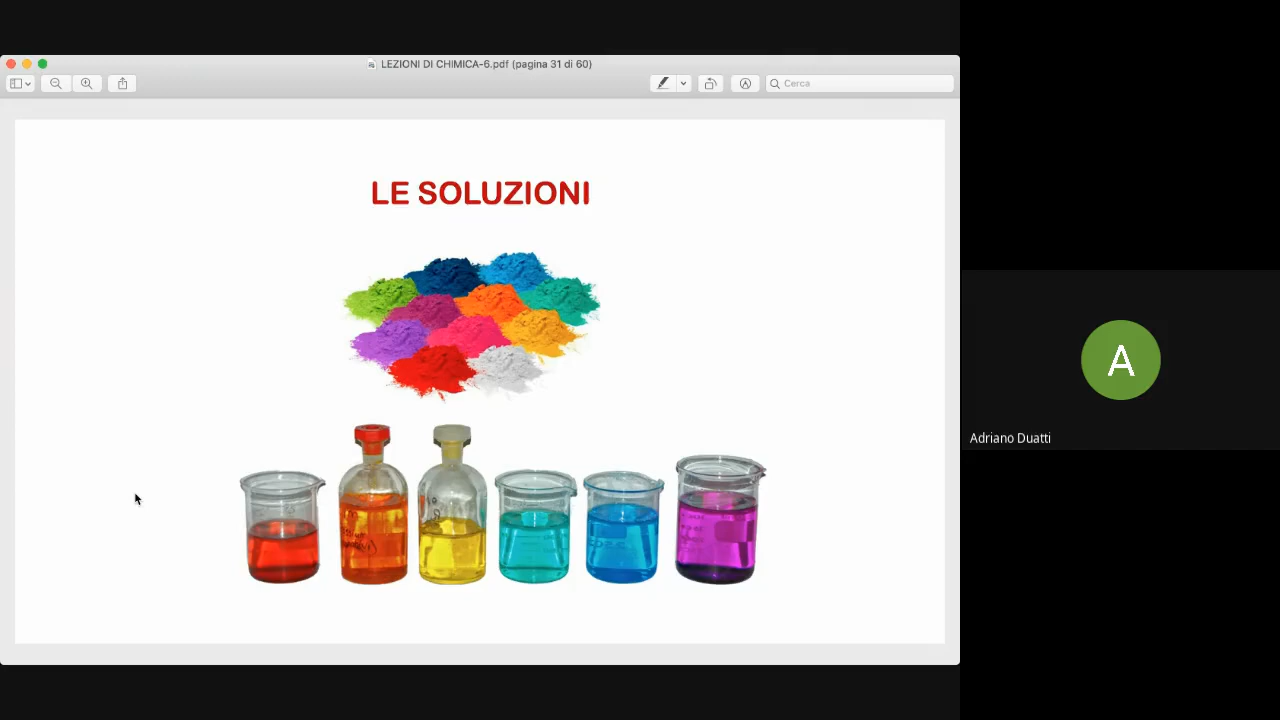 LEZIONI DI CHIMICA-6.pdf (pagina 31 di 60)
Cerca
LE SOLUZIONI
A
Adriano Duatti